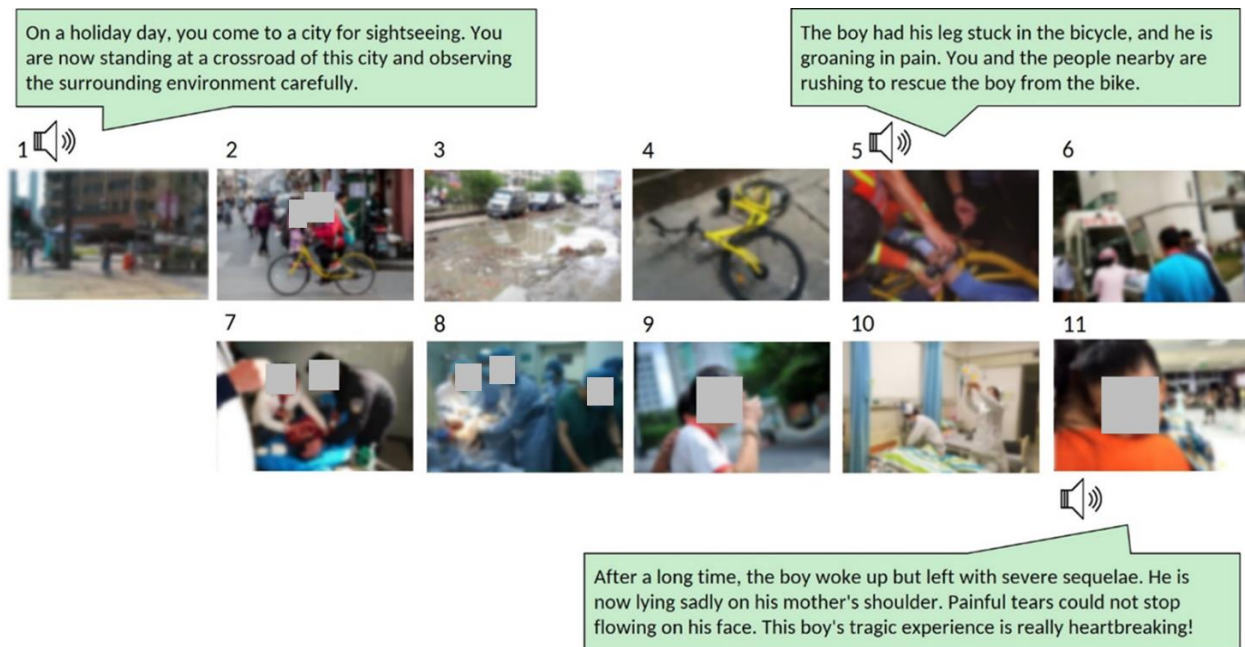 On a holiday day, you come to a city for sightseeing. You
are now standing at a crossroad of this city and observing
the surrounding environment carefully.
The boy had his leg stuck in the bicycle, and he is
groaning in pain. You and the people nearby are
rushing to rescue the boy from the bike.
1
2
3
4
5
6
7
8
9
10
11
After a long time, the boy woke up but left with severe sequelae. He is
now lying sadly on his mother's shoulder. Painful tears could not stop
flowing on his face. This boy's tragic experience is really heartbreaking!